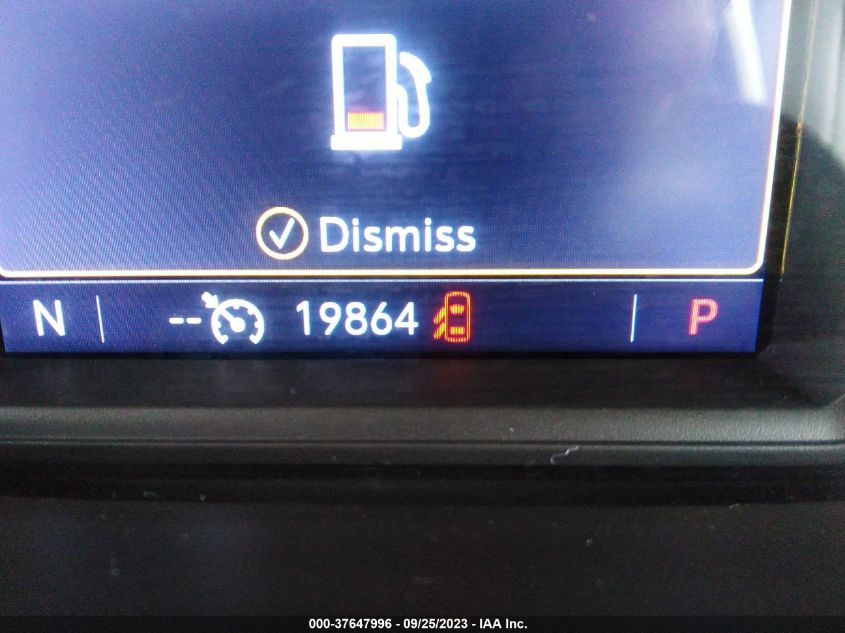 Dismiss
N -- 19864 P
000-37647996 - 09/25/2023 - IAA Inc.